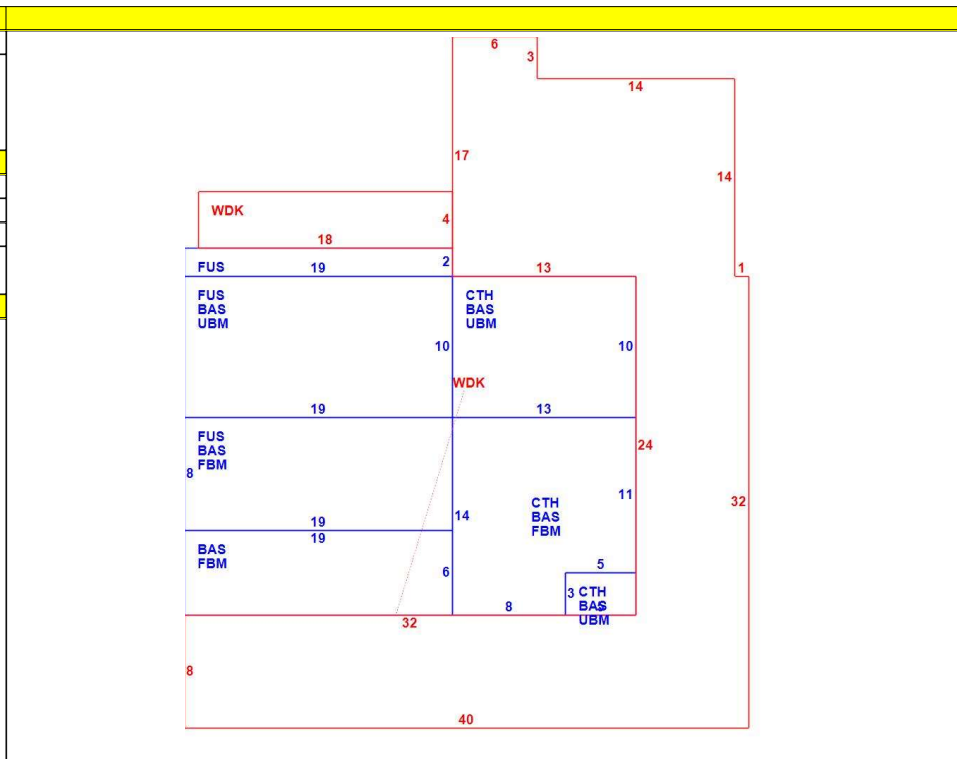 6
3
14
17
14
WDK
4
18
2
FUS 19
13
1
FUS
BAS
UBM
CTH
BAS
UBM
10
10
WDK
19
13
FUS
BAS
FBM
8
24
11
32
CTH
BAS
FBM
14
19
19
BAS
FBM
6
5
3
CTH
BAS
UBM
8
32
8
40